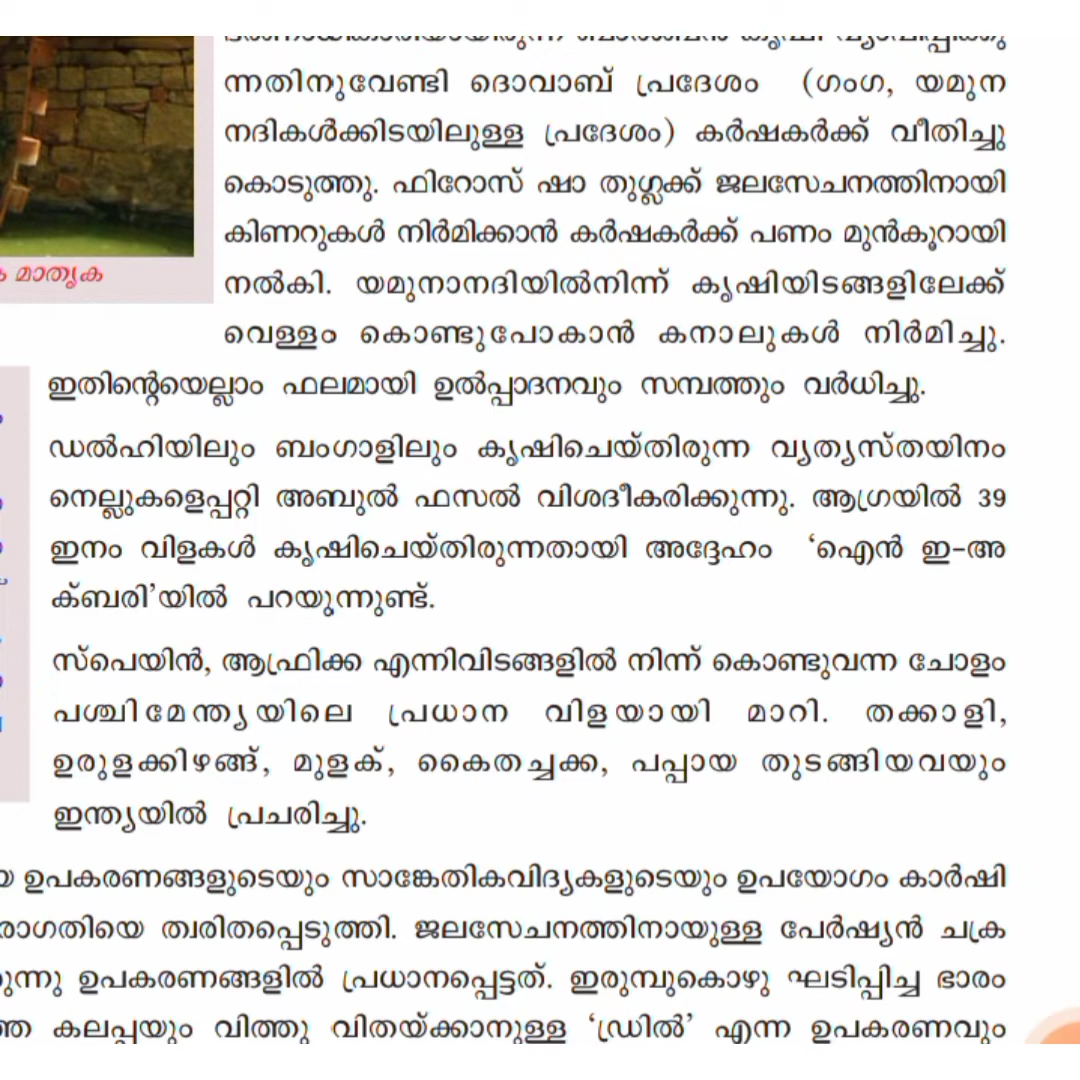 മാതൃക
ന്നതിനുവേണ്ടി ദൊവാബ് പ്രദേശം (ഗംഗ, യമുന
നദികൾക്കിടയിലുള്ള പ്രദേശം) കർഷകർക്ക് വീതിച്ചു
കൊടുത്തു. ഫിറോസ് ഷാ തുഗ്ലക്ക് ജലസേചനത്തിനായി
കിണറുകൾ നിർമിക്കാൻ കർഷകർക്ക് പണം മുൻകൂറായി
നൽകി. യമുനാനദിയിൽനിന്ന് കൃഷിയിടങ്ങളിലേക്ക്
വെള്ളം കൊണ്ടുപോകാൻ കനാലുകൾ നിർമിച്ചു.
ഇതിന്റെയെല്ലാം ഫലമായി ഉൽപ്പാദനവും സമ്പത്തും വർധിച്ചു.
ഡൽഹിയിലും ബംഗാളിലും കൃഷിചെയ്തിരുന്ന വ്യത്യസ്തയിനം
നെല്ലുകളെപ്പറ്റി അബുൽ ഫസൽ വിശദീകരിക്കുന്നു. ആഗ്രയിൽ 39
ഇനം വിളകൾ കൃഷിചെയ്തിരുന്നതായി അദ്ദേഹം ‘ഐൻ ഇ-അ
ക്ബരി’യിൽ പറയുന്നുണ്ട്.
സ്പെയിൻ, ആഫ്രിക്ക എന്നിവിടങ്ങളിൽ നിന്ന് കൊണ്ടുവന്ന ചോളം
പശ്ചിമേന്ത്യയിലെ പ്രധാന വിളയായി മാറി. തക്കാളി,
ഉരുളക്കിഴങ്ങ്, മുളക്, കൈതച്ചക്ക, പപ്പായ തുടങ്ങിയവയും
ഇന്ത്യയിൽ പ്രചരിച്ചു.
ഉപകരണങ്ങളുടെയും സാങ്കേതികവിദ്യകളുടെയും ഉപയോഗം കാർഷി
ത്വരിതപ്പെടുത്തി. ജലസേചനത്തിനായുള്ള പേർഷ്യൻ ചക്ര
ഉപകരണങ്ങളിൽ പ്രധാനപ്പെട്ടത്. ഇരുമ്പുകൊഴു ഘടിപ്പിച്ച ഭാരം
കലപ്പയും വിത്തു വിതയ്ക്കാനുള്ള ‘ഡ്രിൽ’ എന്ന ഉപകരണവും